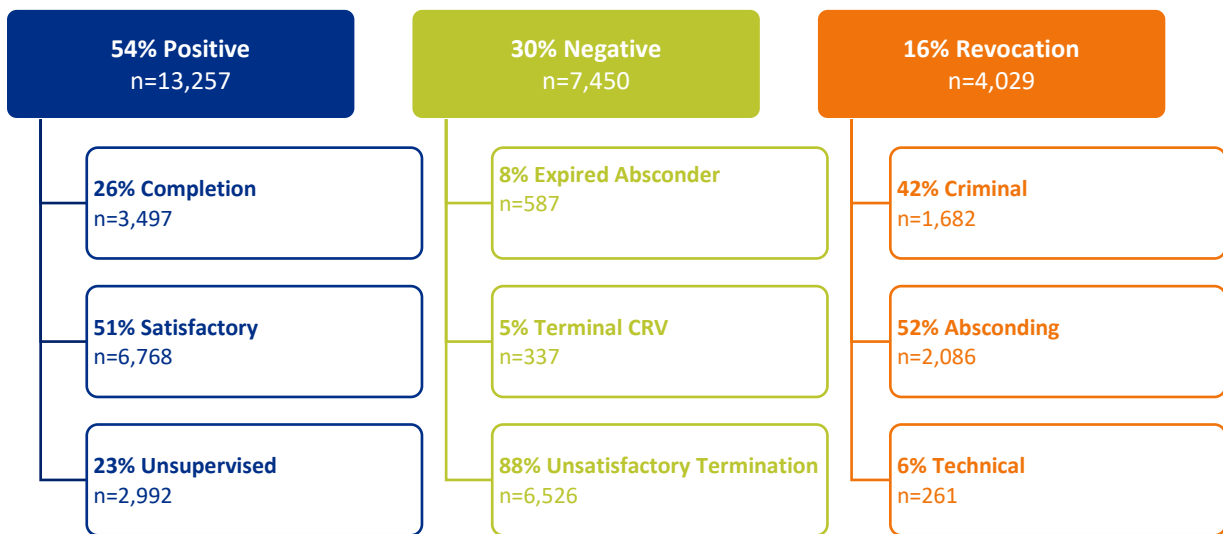 54% Positive
n=13,257
26% Completion
n=3,497
51% Satisfactory
n=6,768
23% Unsupervised
n=2,992
30% Negative
n=7,450
8% Expired Absconder
n=587
5% Terminal CRV
n=337
88% Unsatisfactory Termination
n=6,526
16% Revocation
n=4,029
42% Criminal
n=1,682
52% Absconding
n=2,086
6% Technical
n=261